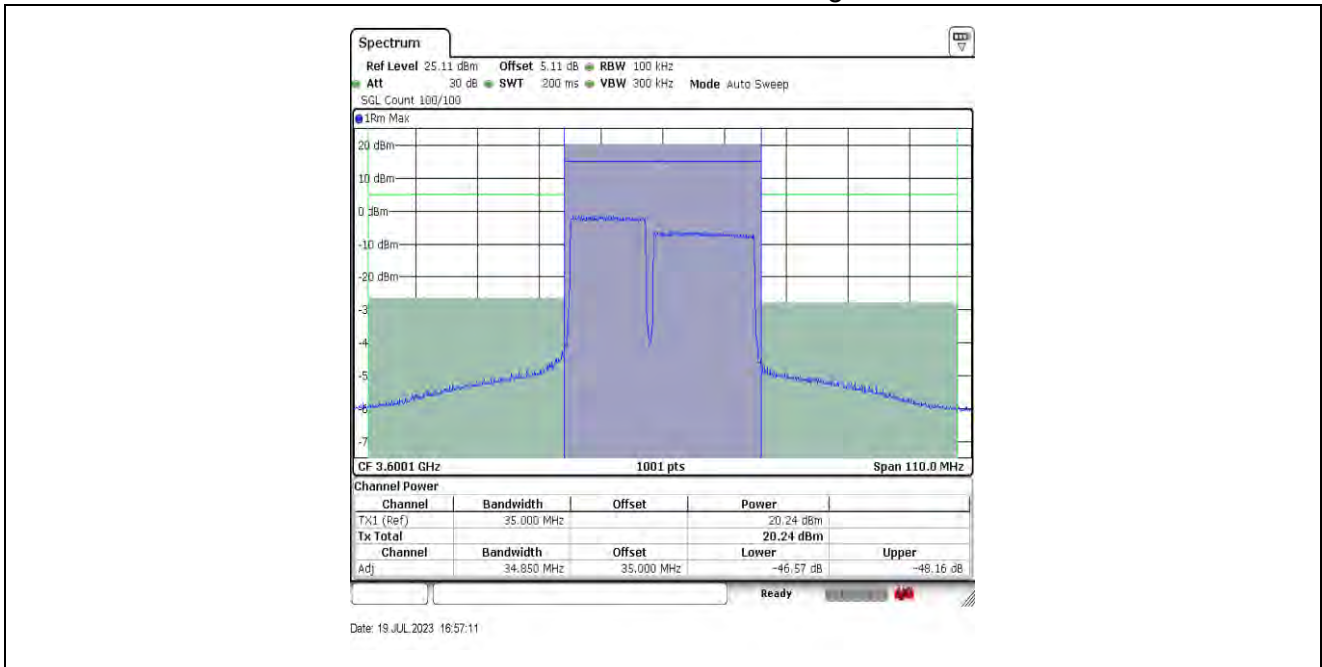 Spectrum
Ref Level 25.11 dBm Offset 5.11 dB RBW 100 kHz
Att 30 dB SWT 200 ms VBW 300 kHz Mode Auto Sweep
SGL Count 100/100
1Rm Max
20 dBm
10 dBm
0 dBm
-10 dBm
-20 dBm
-3
-4
-5
-6
-7
CF 3.6001 GHz 1001 pts Span 110.0 MHz
Channel Power
Channel Bandwidth Offset Power
TX1 (Ref) 35.000 MHz 20.24 dBm
Tx Total 20.24 dBm
Channel Bandwidth Offset Lower Upper
Adj 34.850 MHz 35.000 MHz -46.57 dB -48.16 dB
Ready
Date: 19.JUL.2023 16:57:11